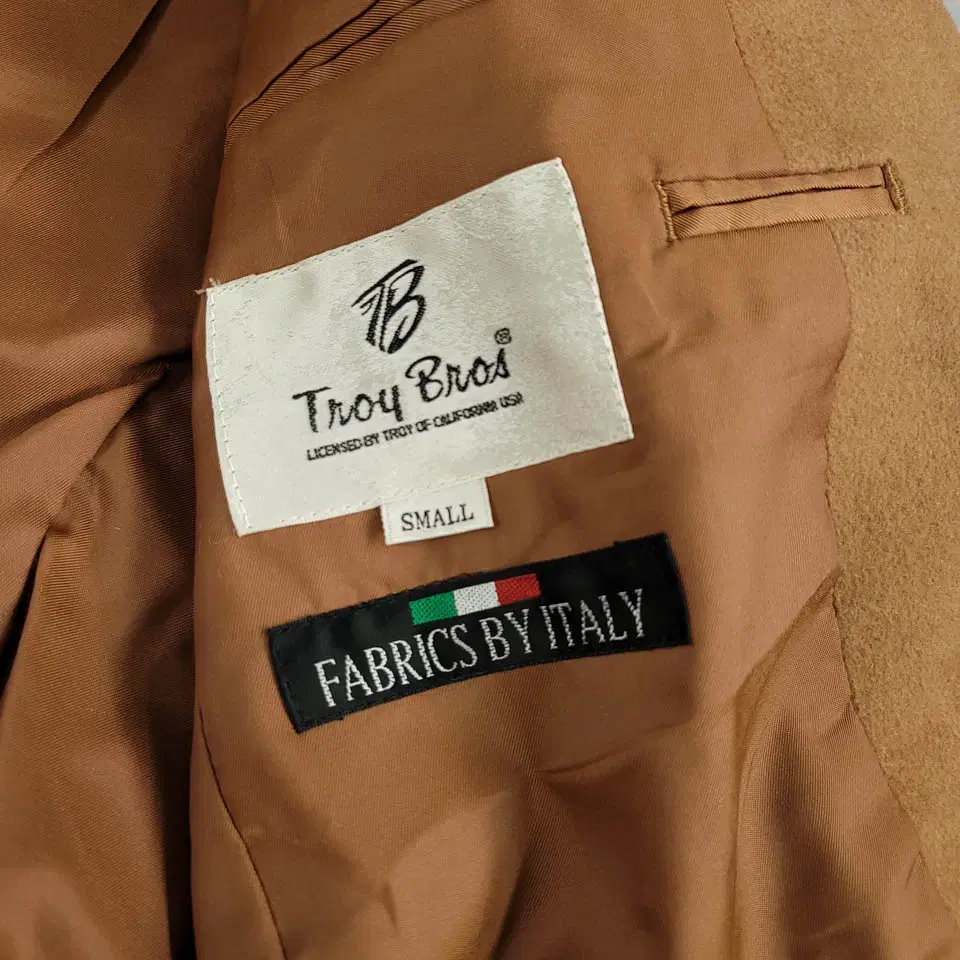 TB
Troy Bros®
LICENSED BY TROY OF CALIFORNIA USA
SMALL
FABRICS BY ITALY